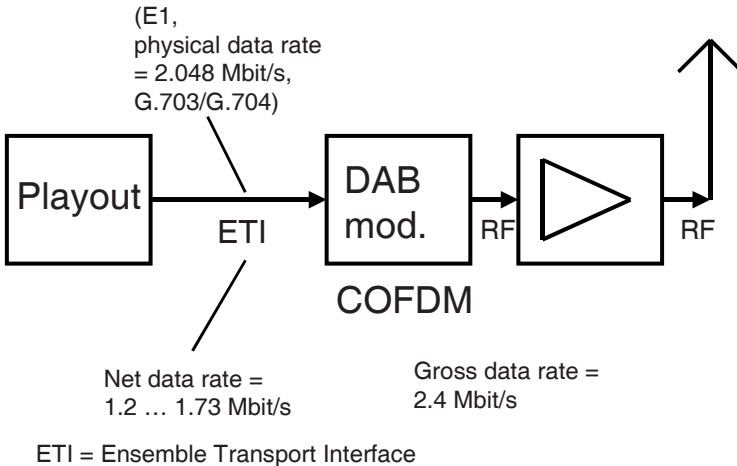 (E1,
physical data rate
= 2.048 Mbit/s,
G.703/G.704)
Playout
ETI
DAB
mod.
RF
RF
COFDM
Net data rate =
1.2 … 1.73 Mbit/s
Gross data rate =
2.4 Mbit/s
ETI = Ensemble Transport Interface